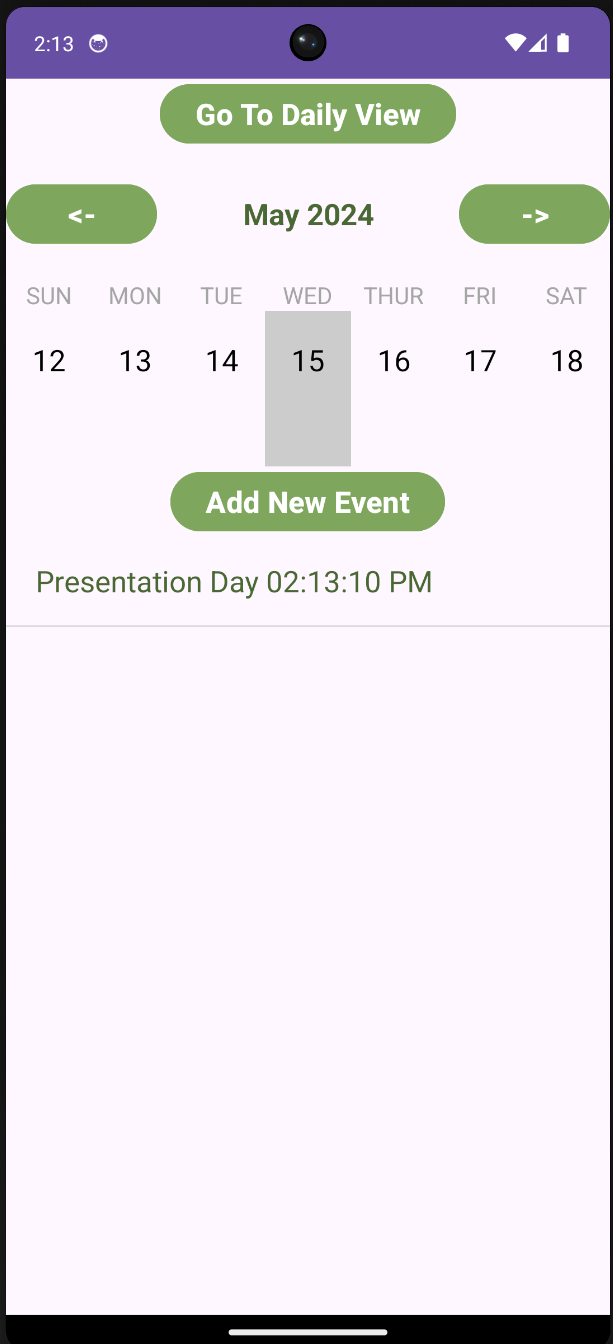 2:13
Go To Daily View
<- May 2024 ->
SUN MON TUE WED THUR FRI SAT
12 13 14 15 16 17 18
Add New Event
Presentation Day 02:13:10 PM